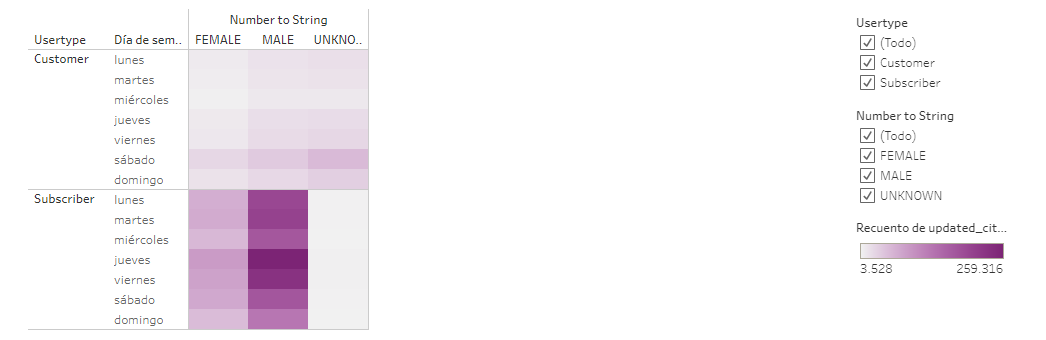 Number to String
Usertype Día de sem.. FEMALE MALE UNKNO..
Customer lunes
martes
miércoles
jueves
viernes
sábado
domingo
Subscriber lunes
martes
miércoles
jueves
viernes
sábado
domingo
Usertype
(Todo)
Customer
Subscriber
Number to String
(Todo)
FEMALE
MALE
UNKNOWN
Recuento de updated_cit...
3.528 259.316